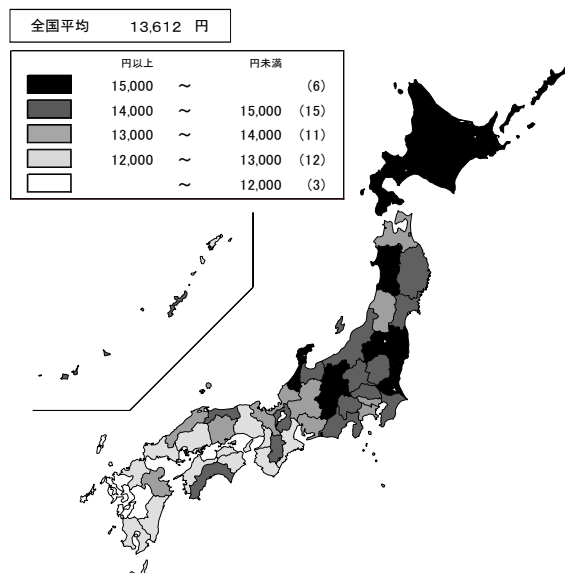 全国平均 13,612 円
円以上 円未満
15,000 ～ (6)
14,000 ～ 15,000 (15)
13,000 ～ 14,000 (11)
12,000 ～ 13,000 (12)
～ 12,000 (3)